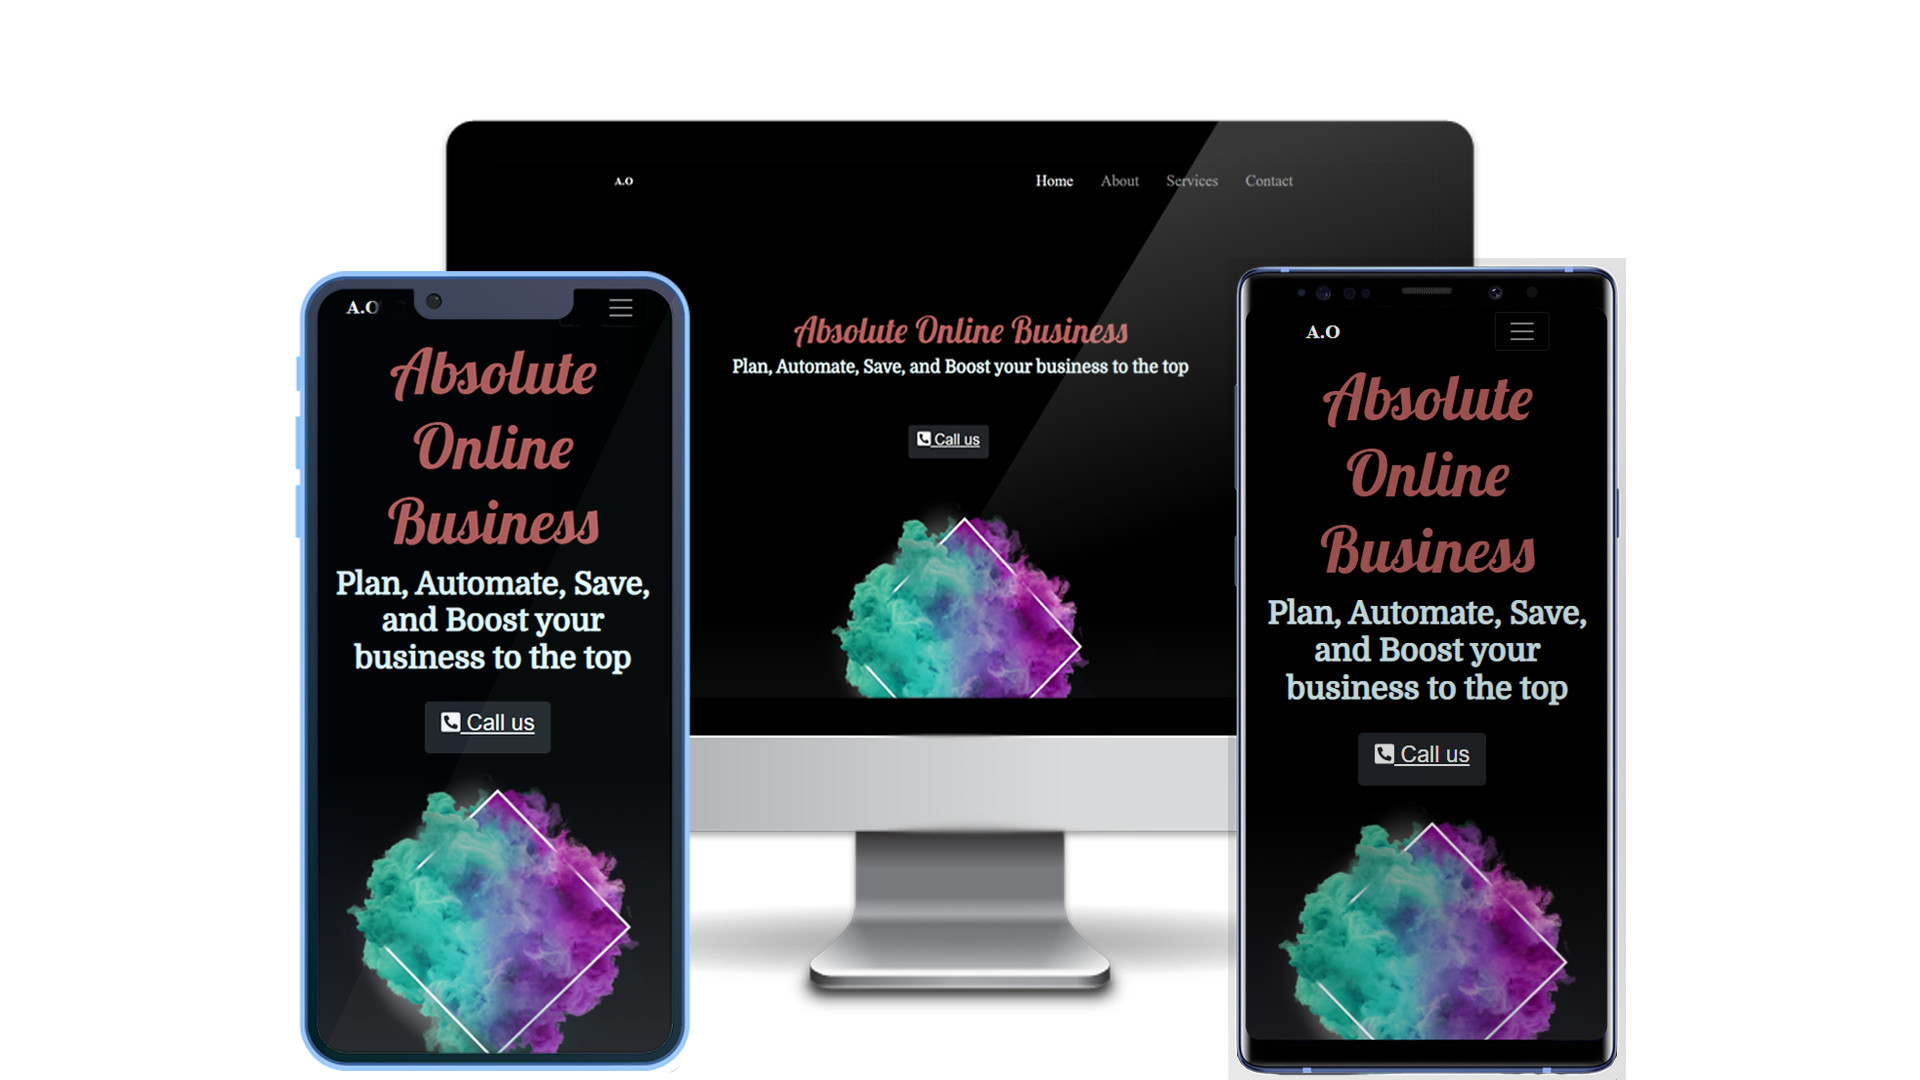 A.O
Home About Services Contact
Absolute Online Business
Plan, Automate, Save, and Boost your business to the top
Call us
A.O
Absolute
Online
Business
Plan, Automate, Save,
and Boost your
business to the top
Call us
A.O
Absolute
Online
Business
Plan, Automate, Save,
and Boost your
business to the top
Call us